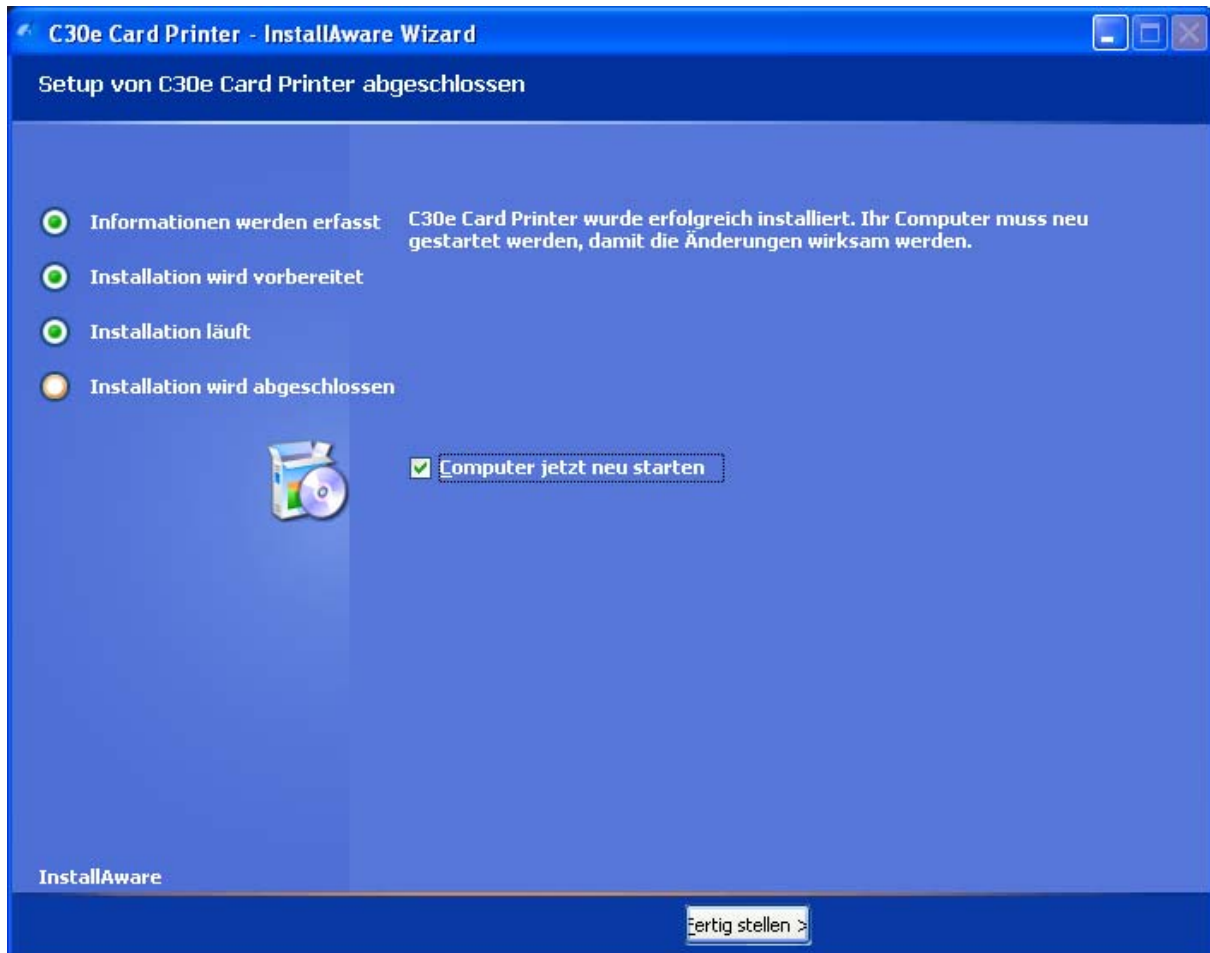 C30e Card Printer - InstallAware Wizard
Setup von C30e Card Printer abgeschlossen
Informationen werden erfasst
Installation wird vorbereitet
Installation läuft
Installation wird abgeschlossen
C30e Card Printer wurde erfolgreich installiert. Ihr Computer muss neu
gestartet werden, damit die Änderungen wirksam werden.
Computer jetzt neu starten
InstallAware
Fertig stellen >